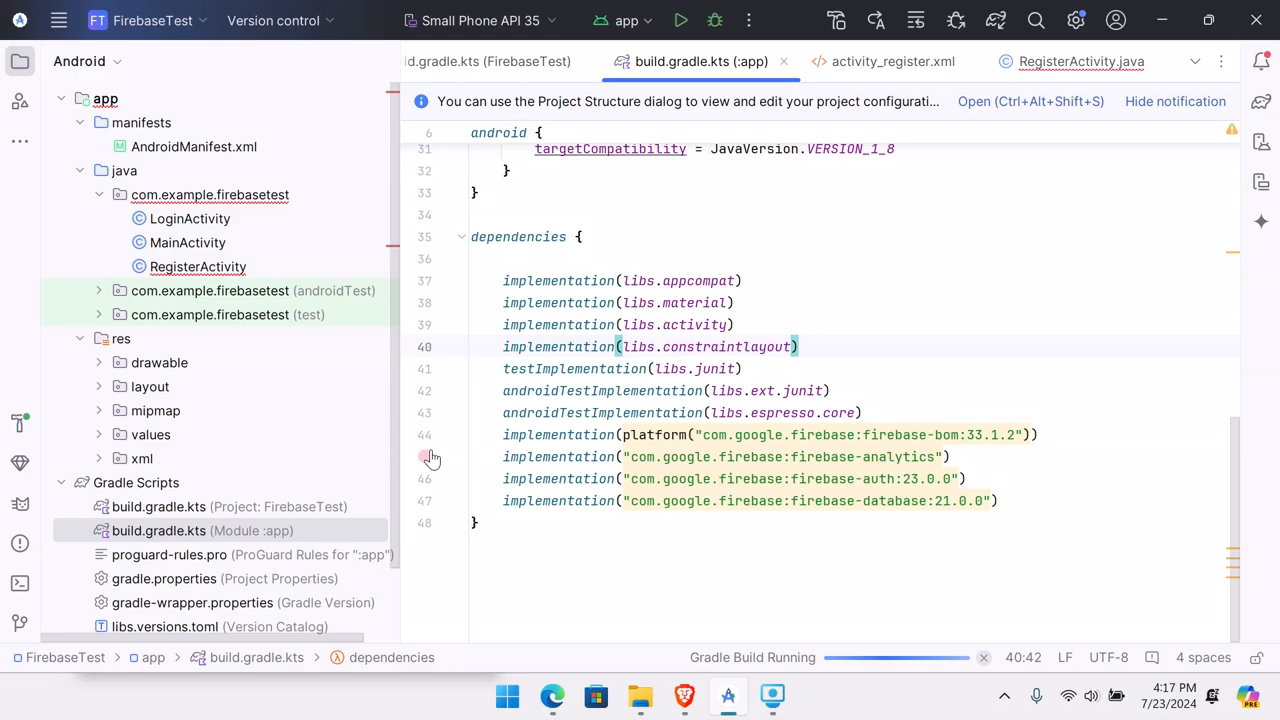 FT FirebaseTest Version control Small Phone API 35 app
Android
d.gradle.kts (FirebaseTest) build.gradle.kts (:app) activity_register.xml RegisterActivity.java
You can use the Project Structure dialog to view and edit your project configurati... Open (Ctrl+Alt+Shift+S) Hide notification
app
manifests
AndroidManifest.xml
java
com.example.firebasetest
LoginActivity
MainActivity
RegisterActivity
com.example.firebasetest (androidTest)
com.example.firebasetest (test)
res
drawable
layout
mipmap
values
xml
Gradle Scripts
build.gradle.kts (Project: FirebaseTest)
build.gradle.kts (Module :app)
proguard-rules.pro (ProGuard Rules for ":app")
gradle.properties (Project Properties)
gradle-wrapper.properties (Gradle Version)
libs.versions.toml (Version Catalog)
6 android {
31 targetCompatibility = JavaVersion.VERSION_1_8
32 }
33 }
34
35 dependencies {
36
37 implementation(libs.appcompat)
38 implementation(libs.material)
39 implementation(libs.activity)
40 implementation(libs.constraintlayout)
41 testImplementation(libs.junit)
42 androidTestImplementation(libs.ext.junit)
43 androidTestImplementation(libs.espresso.core)
44 implementation(platform("com.google.firebase:firebase-bom:33.1.2"))
implementation("com.google.firebase:firebase-analytics")
46 implementation("com.google.firebase:firebase-auth:23.0.0")
47 implementation("com.google.firebase:firebase-database:21.0.0")
48 }
FirebaseTest > app > build.gradle.kts > dependencies Gradle Build Running 40:42 LF UTF-8 4 spaces
4:17 PM
7/23/2024
PRE